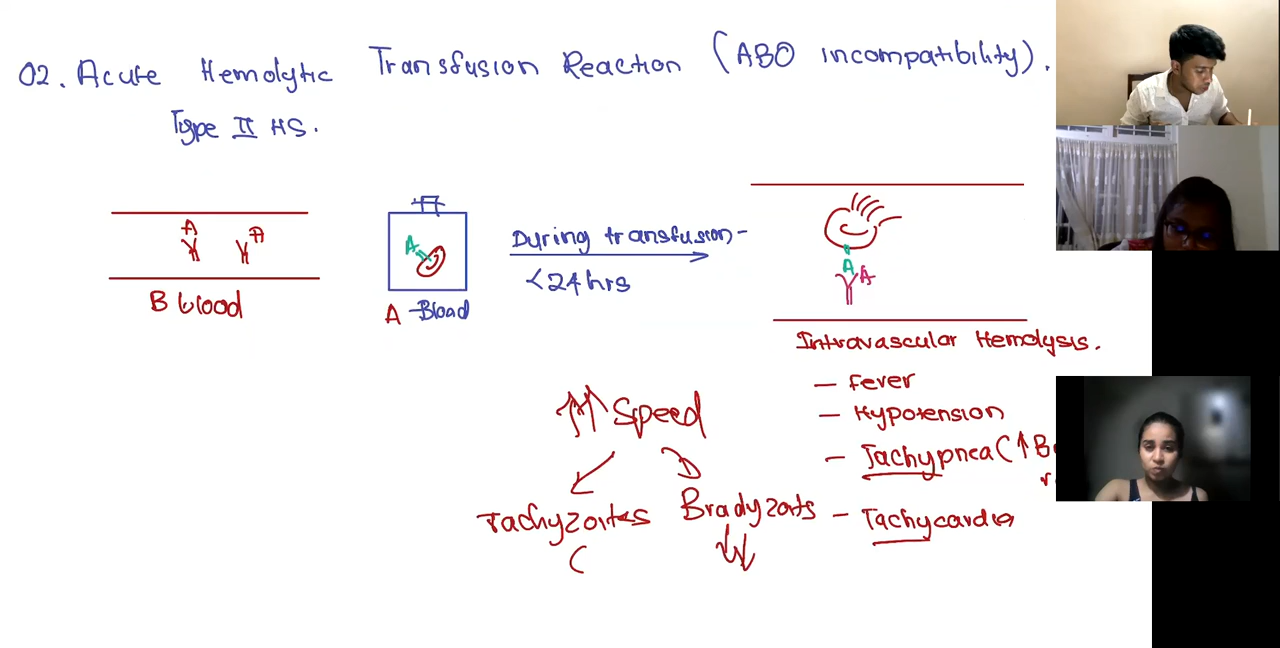 02. Acute Hemolytic Transfusion Reaction (ABO incompatibility).
Type II HS.
A A
B blood
A
A-Blood
During transfusion-
<24 hrs
A A
Intravascular Hemolysis.
- Fever
- Hypotension
- Tachypnea (↑ B
- Tachycardia
↑↑ Speed
Tachyzoites Bradyzoits
(
↓↓